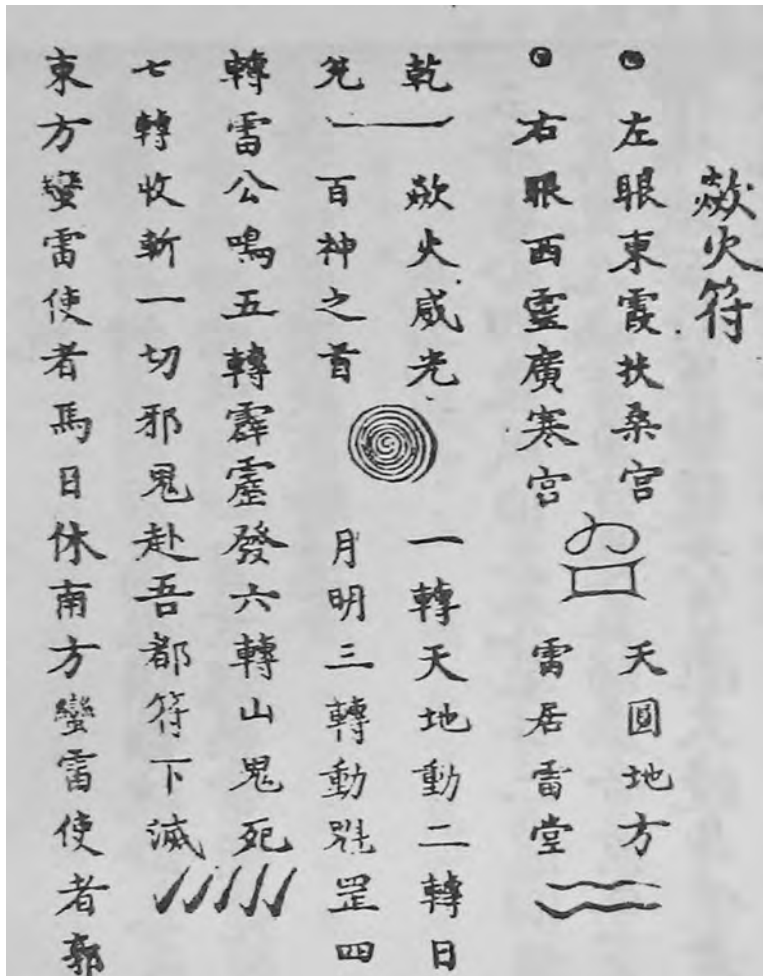 欻火符
左眼東霞扶桑宮 天圓地方
右眼西靈廣寒宮 雷居雷堂
乾 欻火威光 一轉天地動二轉日
兊 百神之首 月明三轉動魁罡四
轉雷公鳴五轉霹靂發六轉山鬼死
七轉收斬一切邪鬼赴吾都符下滅
東方蠻雷使者馬日休南方蠻雷使者郭